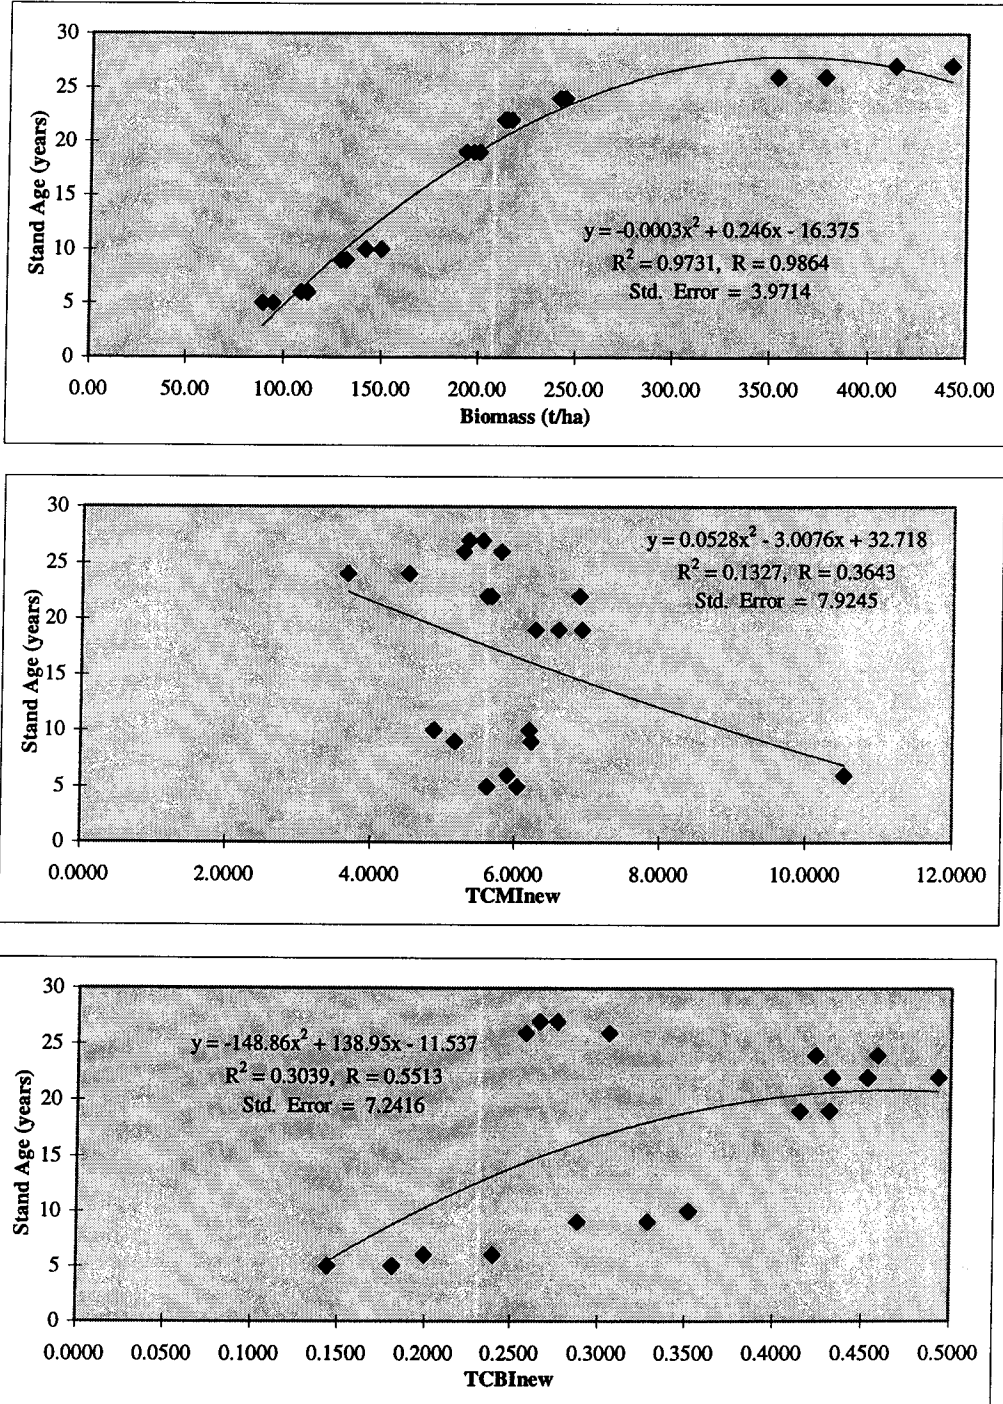 30
25
20
15
10
5
0
Stand Age (years)
y = -0.0003x² + 0.246x - 16.375
R² = 0.9731, R = 0.9864
Std. Error = 3.9714
0.00 50.00 100.00 150.00 200.00 250.00 300.00 350.00 400.00 450.00
Biomass (t/ha)
30
25
20
15
10
5
0
Stand Age (years)
y = 0.0528x² - 3.0076x + 32.718
R² = 0.1327, R = 0.3643
Std. Error = 7.9245
0.0000 2.0000 4.0000 6.0000 8.0000 10.0000 12.0000
TCMInew
30
25
20
15
10
5
0
Stand Age (years)
y = -148.86x² + 138.95x - 11.537
R² = 0.3039, R = 0.5513
Std. Error = 7.2416
0.0000 0.0500 0.1000 0.1500 0.2000 0.2500 0.3000 0.3500 0.4000 0.4500 0.5000
TCBInew